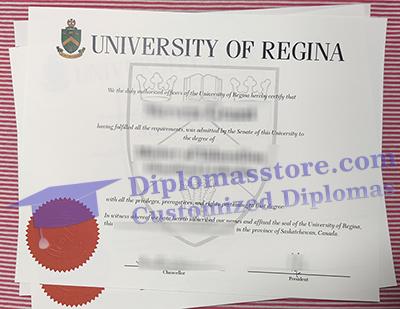 UNIVERSITY OF REGINA
We the duly authorized officers of the University of Regina hereby certify that
having fulfilled all the requirements, was admitted by the Senate of this University to
the degree of
Diplomasstore.com
Customized Diplomas
with all the privileges, prerogatives, and rights pertaining to the degree.
In witness whereof we have hereto subscribed our names and affixed the seal of the University of Regina,
this
in the province of Saskatchewan, Canada.
Chancellor
President